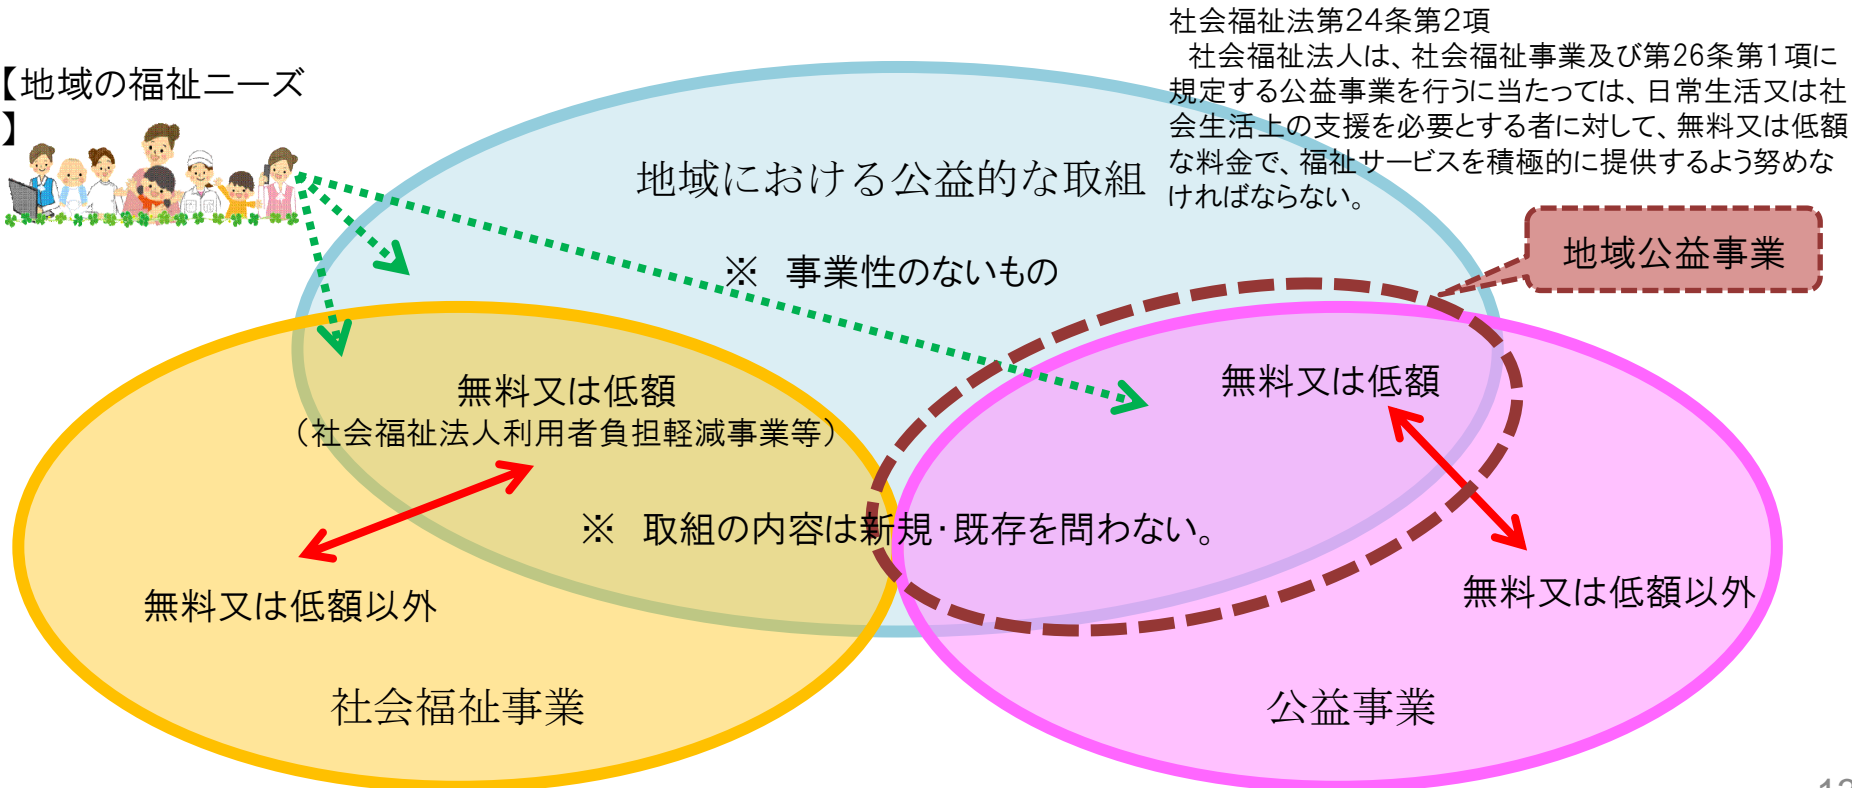 社会福祉法第24条第2項
社会福祉法人は、社会福祉事業及び第26条第1項に
規定する公益事業を行うに当たっては、日常生活又は社
会生活上の支援を必要とする者に対して、無料又は低額
な料金で、福祉サービスを積極的に提供するよう努めな
ければならない。
【地域の福祉ニーズ
】
地域における公益的な取組
※ 事業性のないもの
地域公益事業
無料又は低額
（社会福祉法人利用者負担軽減事業等）
無料又は低額
※ 取組の内容は新規・既存を問わない。
無料又は低額以外
無料又は低額以外
社会福祉事業
公益事業